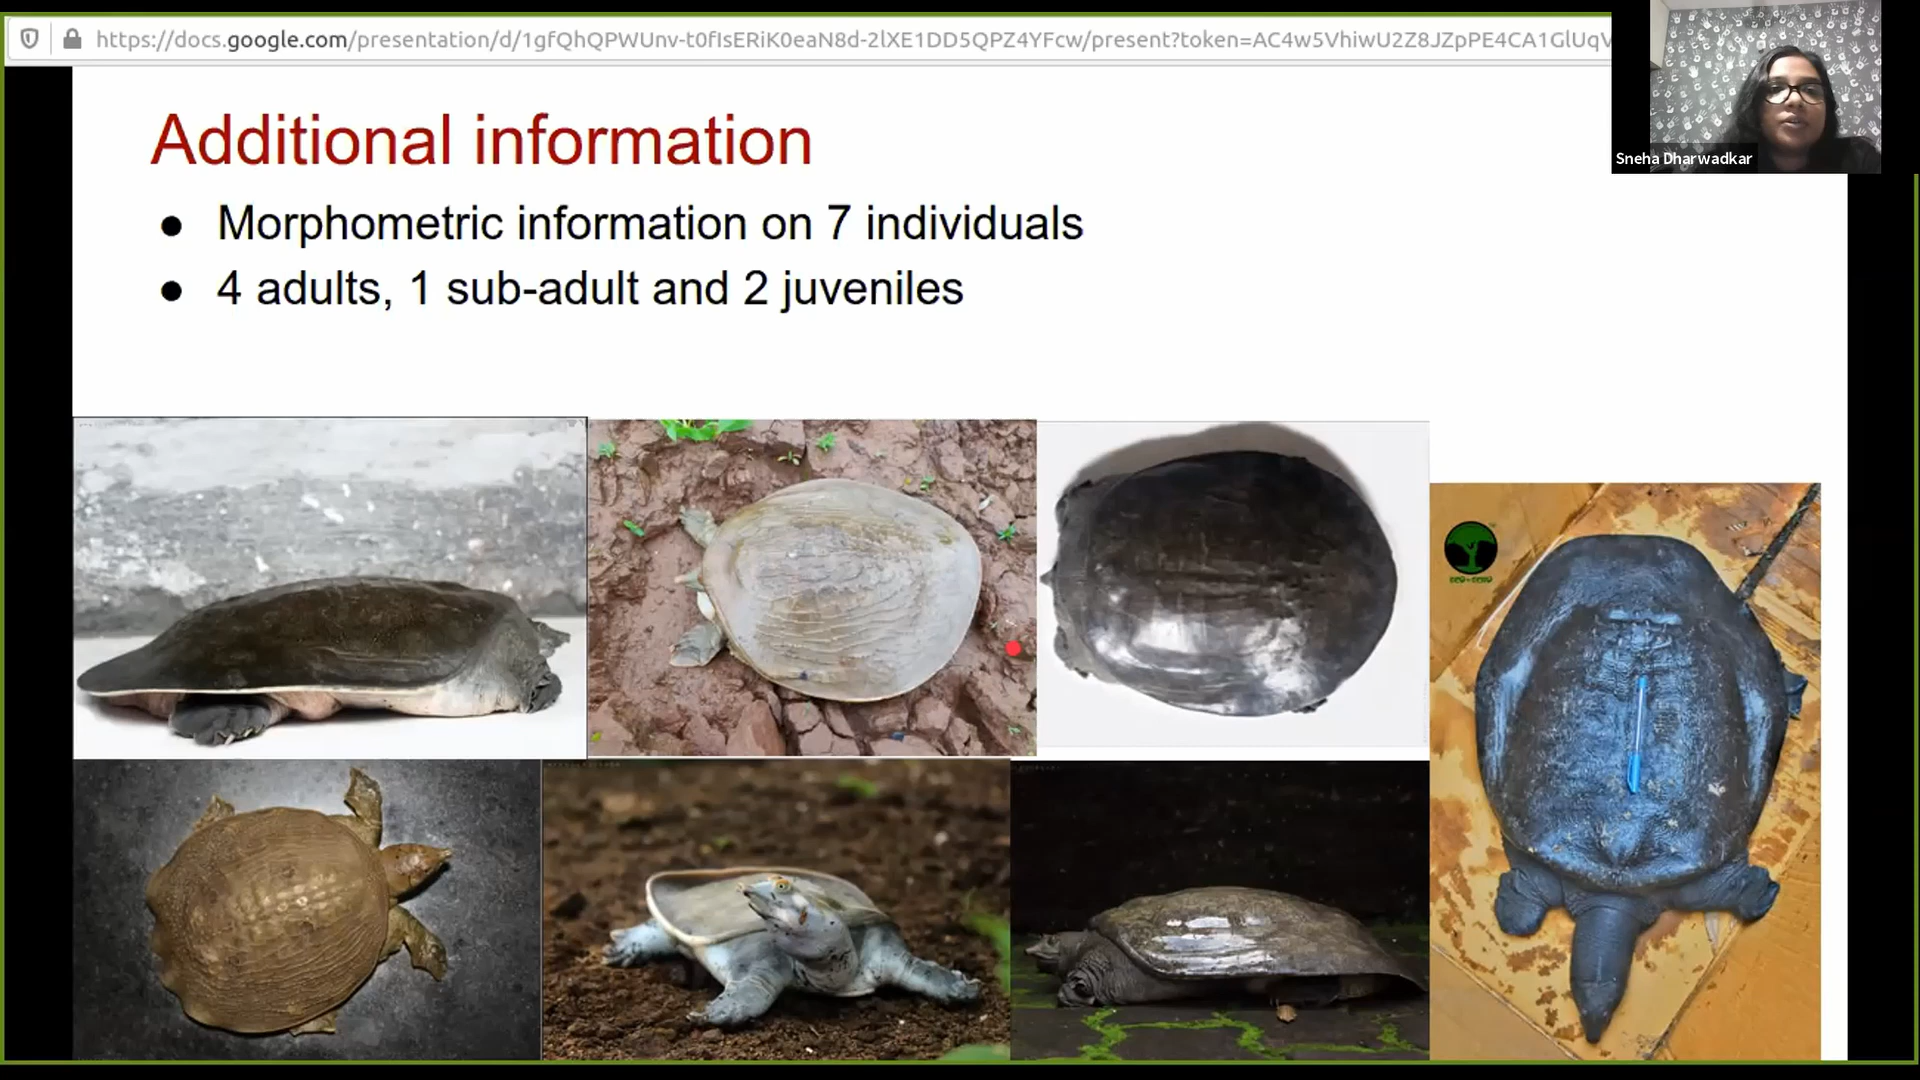 https://docs.google.com/presentation/d/1gfQhQPWUnv-t0fIsERiK0eaN8d-2lXE1DD5QPZ4YFcw/present?token=AC4w5VhiwU2Z8JZpPE4CA1GlUqV
Sneha Dharwadkar
Additional information
● Morphometric information on 7 individuals
● 4 adults, 1 sub-adult and 2 juveniles